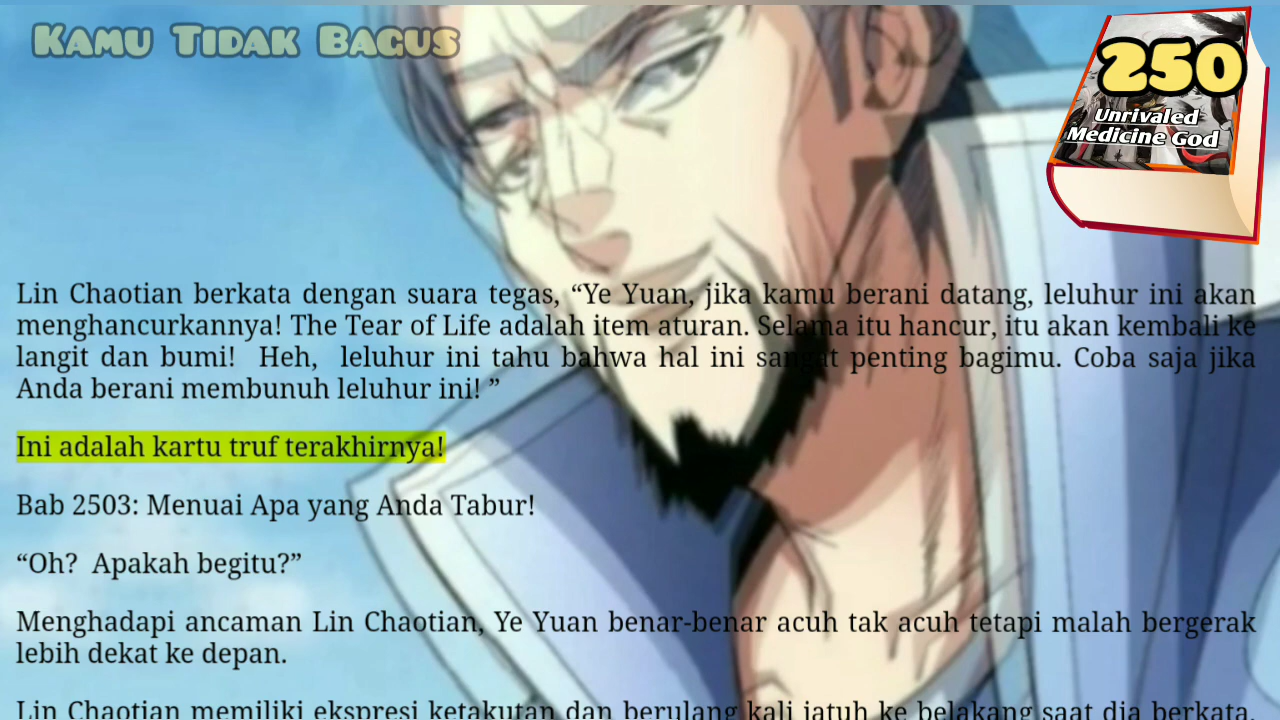 Kamu Tidak Bagus
250
Unrivaled
Medicine God
Lin Chaotian berkata dengan suara tegas, “Ye Yuan, jika kamu berani datang, leluhur ini akan
menghancurkannya! The Tear of Life adalah item aturan. Selama itu hancur, itu akan kembali ke
langit dan bumi!  Heh,  leluhur ini tahu bahwa hal ini sangat penting bagimu. Coba saja jika
Anda berani membunuh leluhur ini! ”
Ini adalah kartu truf terakhirnya!
Bab 2503: Menuai Apa yang Anda Tabur!
“Oh?  Apakah begitu?”
Menghadapi ancaman Lin Chaotian, Ye Yuan benar-benar acuh tak acuh tetapi malah bergerak
lebih dekat ke depan.
Lin Chaotian memiliki ekspresi ketakutan dan berulang kali jatuh ke belakang saat dia berkata,